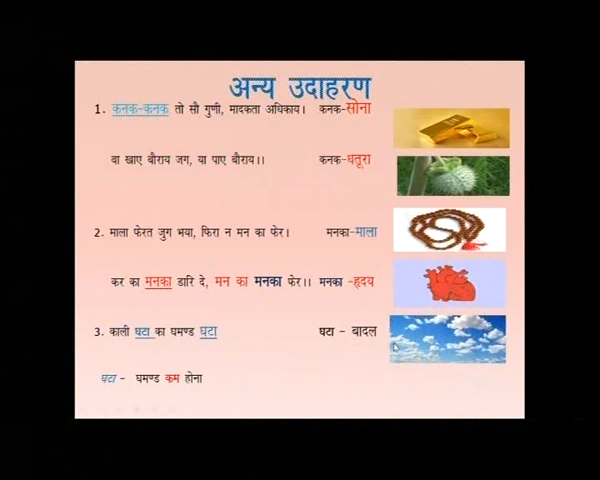 अन्य उदाहरण
1. कनक-कनक तो सौ गुणी, मादकता अधिकाय। कनक-सोना
वा खाए बौराय जग, या पाए बौराय।। कनक-धतूरा
2. माला फेरत जुग भया, फिरा न मन का फेर। मनका-माला
कर का मनका डारि दे, मन का मनका फेर।। मनका -हृदय
3. काली घटा का घमण्ड घटा घटा - बादल
घटा - घमण्ड कम होना